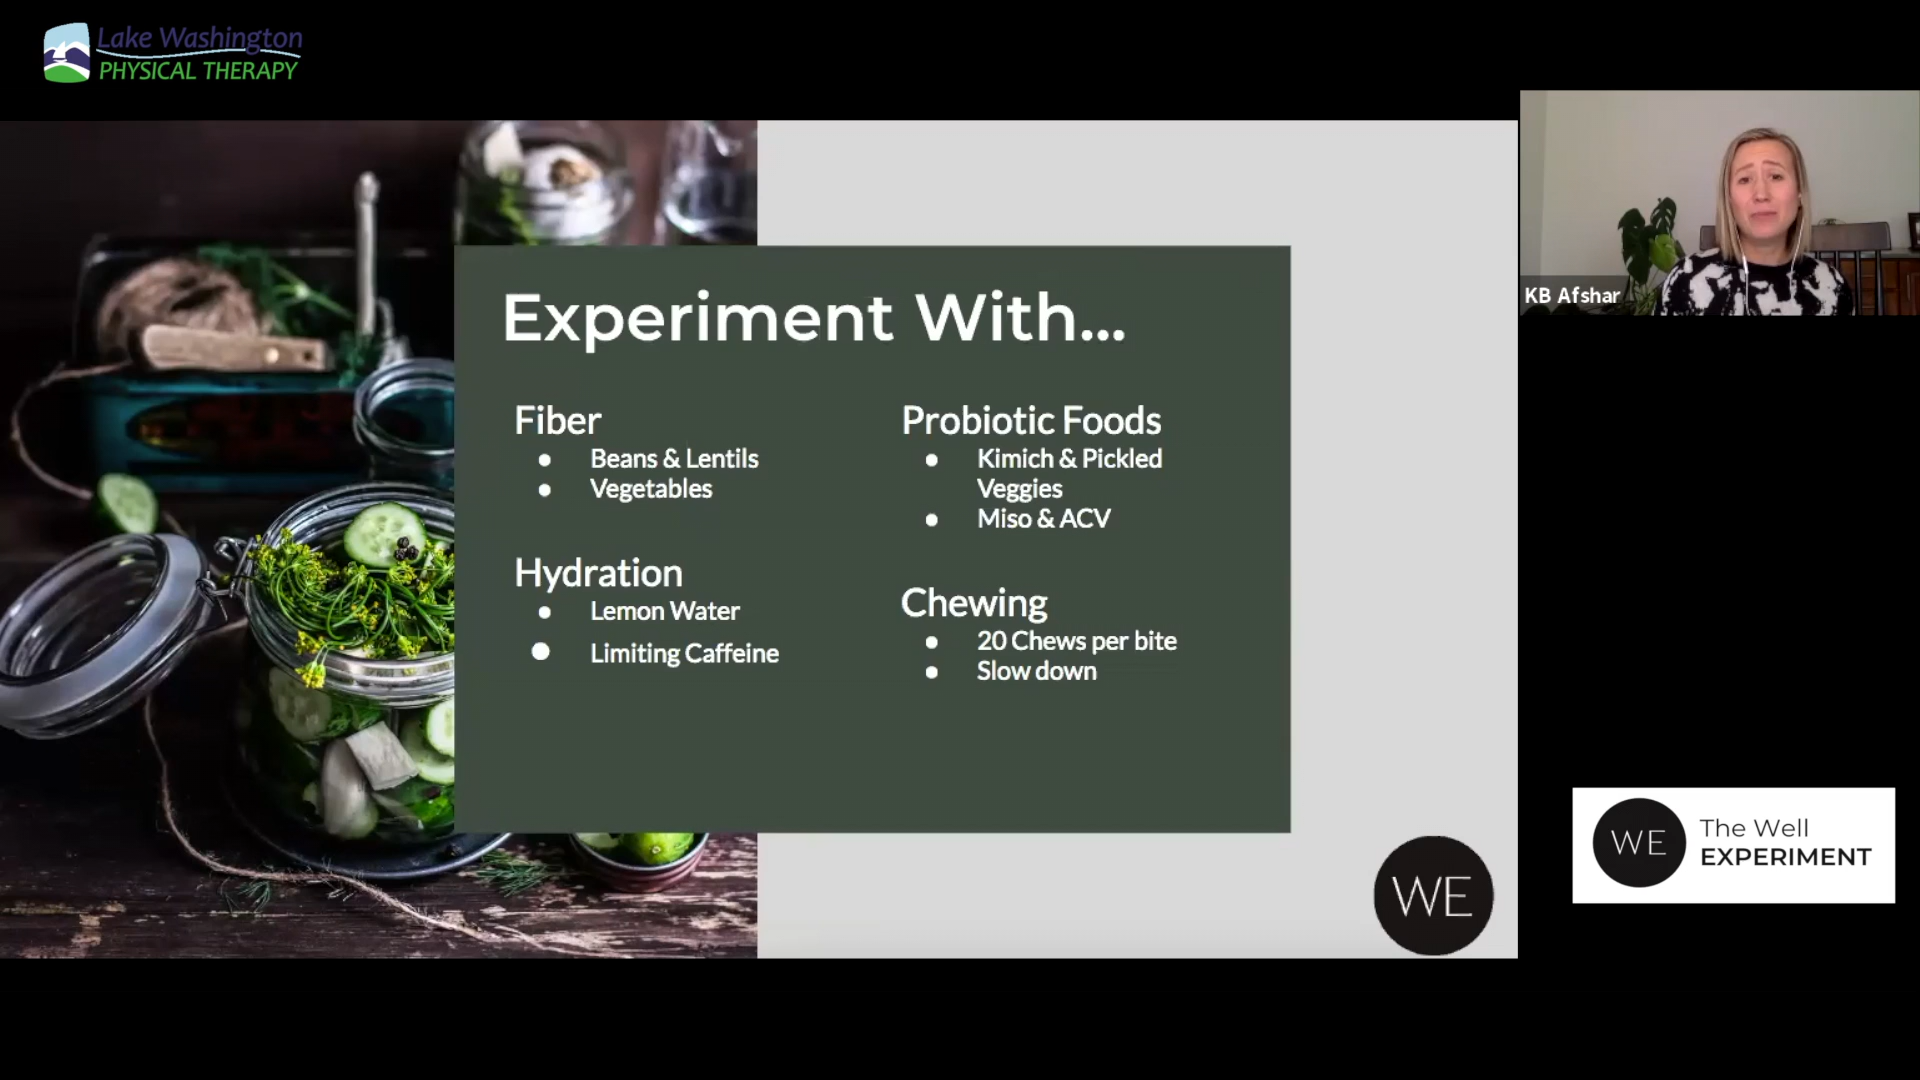 Lake Washington
PHYSICAL THERAPY
Experiment With...
Fiber
• Beans & Lentils
• Vegetables
Hydration
• Lemon Water
• Limiting Caffeine
Probiotic Foods
• Kimich & Pickled
Veggies
• Miso & ACV
Chewing
• 20 Chews per bite
• Slow down
WE
KB Afshar
WE
The Well
EXPERIMENT